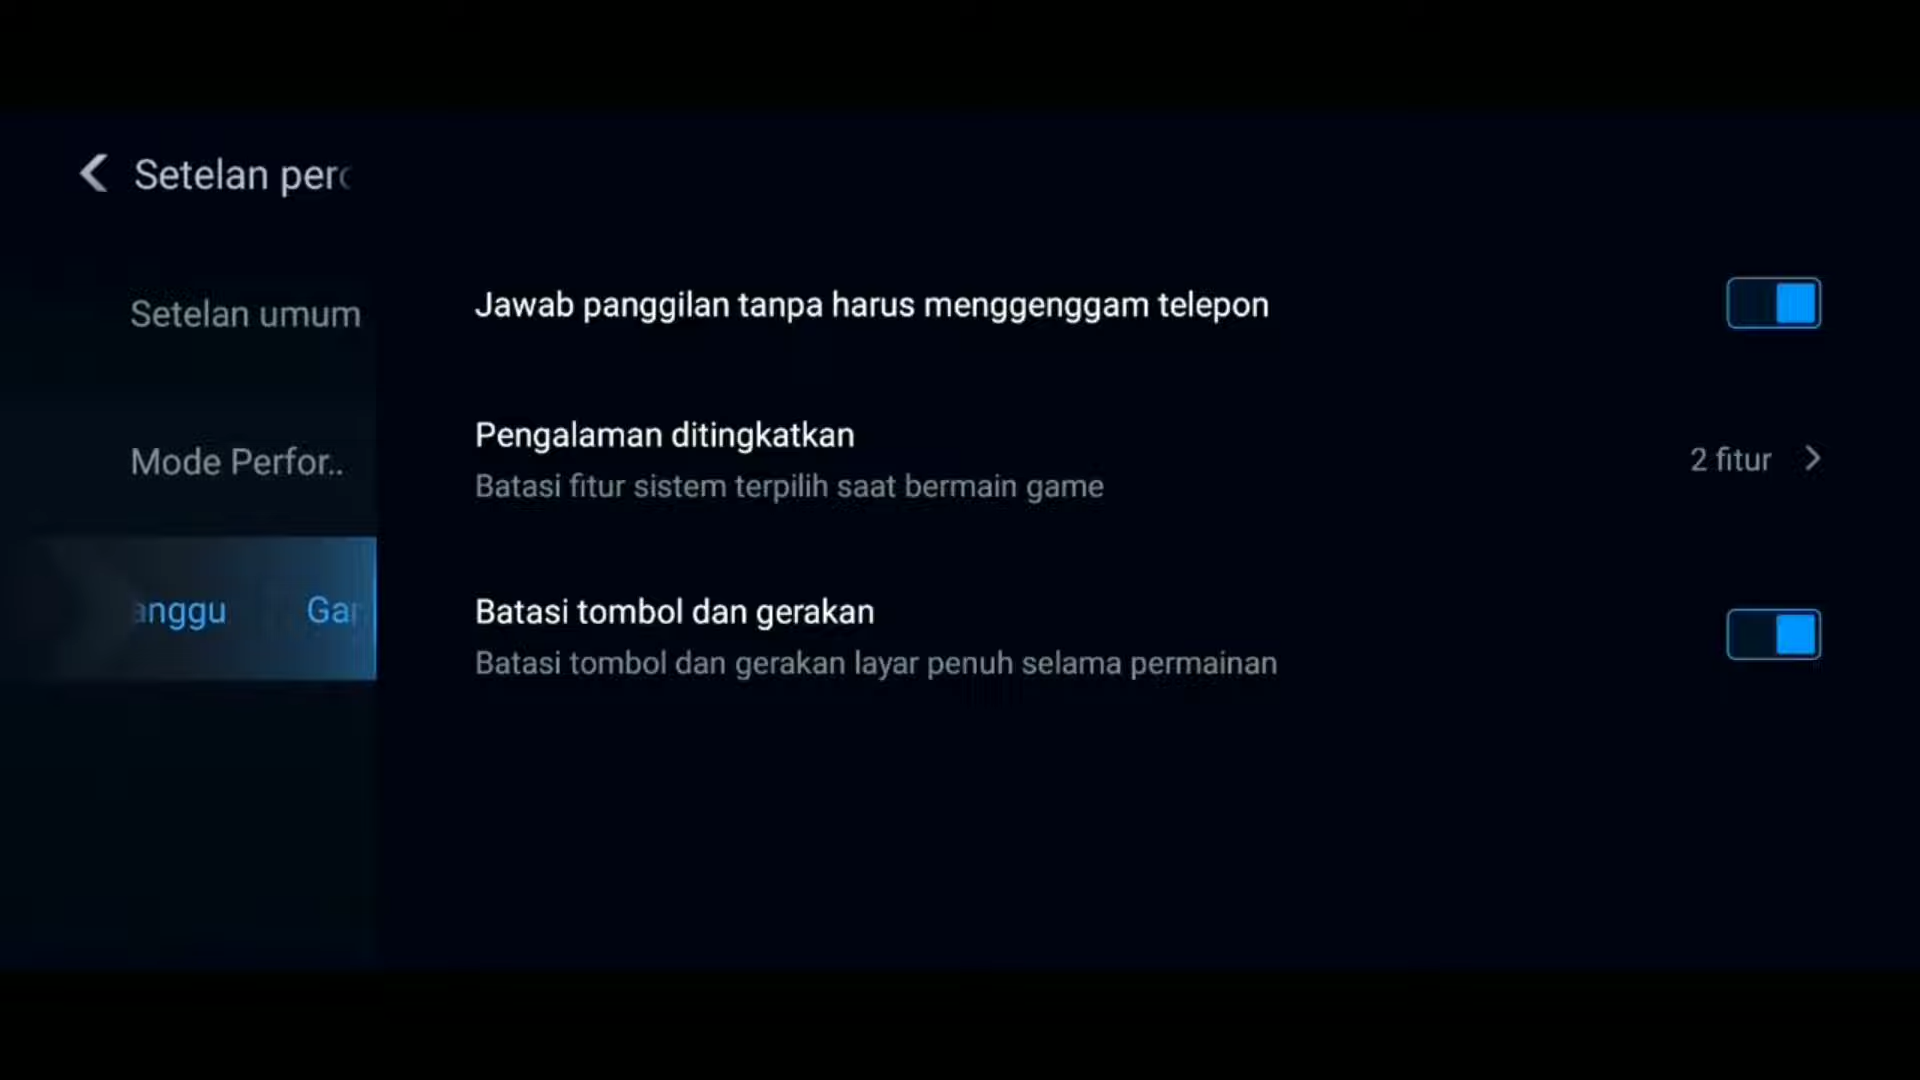 Setelan per
Setelan umum
Mode Perfor..
anggu Gar
Jawab panggilan tanpa harus menggenggam telepon
Pengalaman ditingkatkan
Batasi fitur sistem terpilih saat bermain game
2 fitur
Batasi tombol dan gerakan
Batasi tombol dan gerakan layar penuh selama permainan